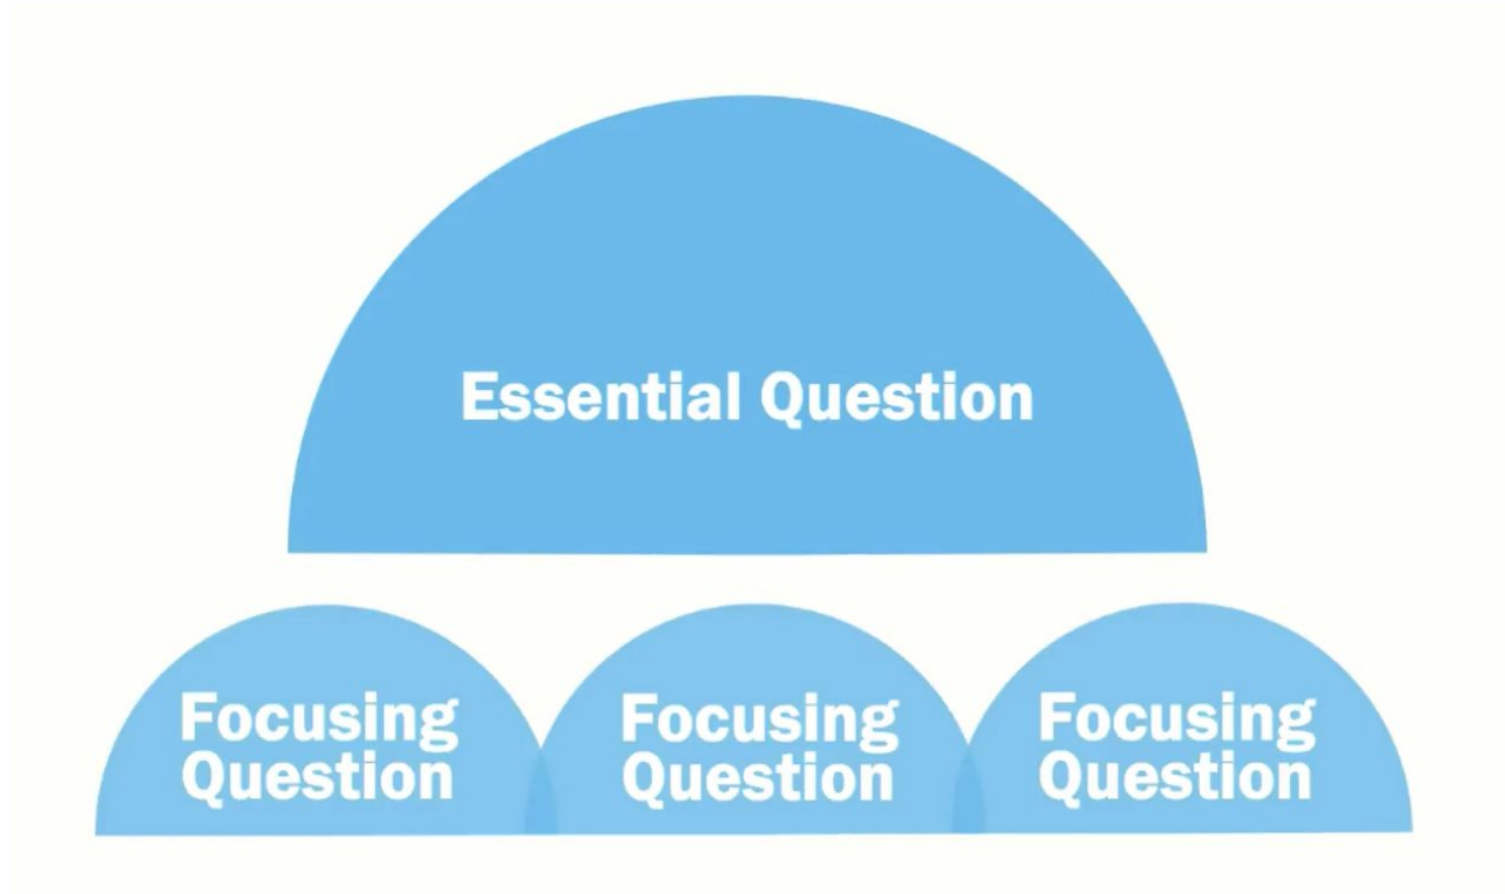 Essential Question
Focusing
Question
Focusing
Question
Focusing
Question